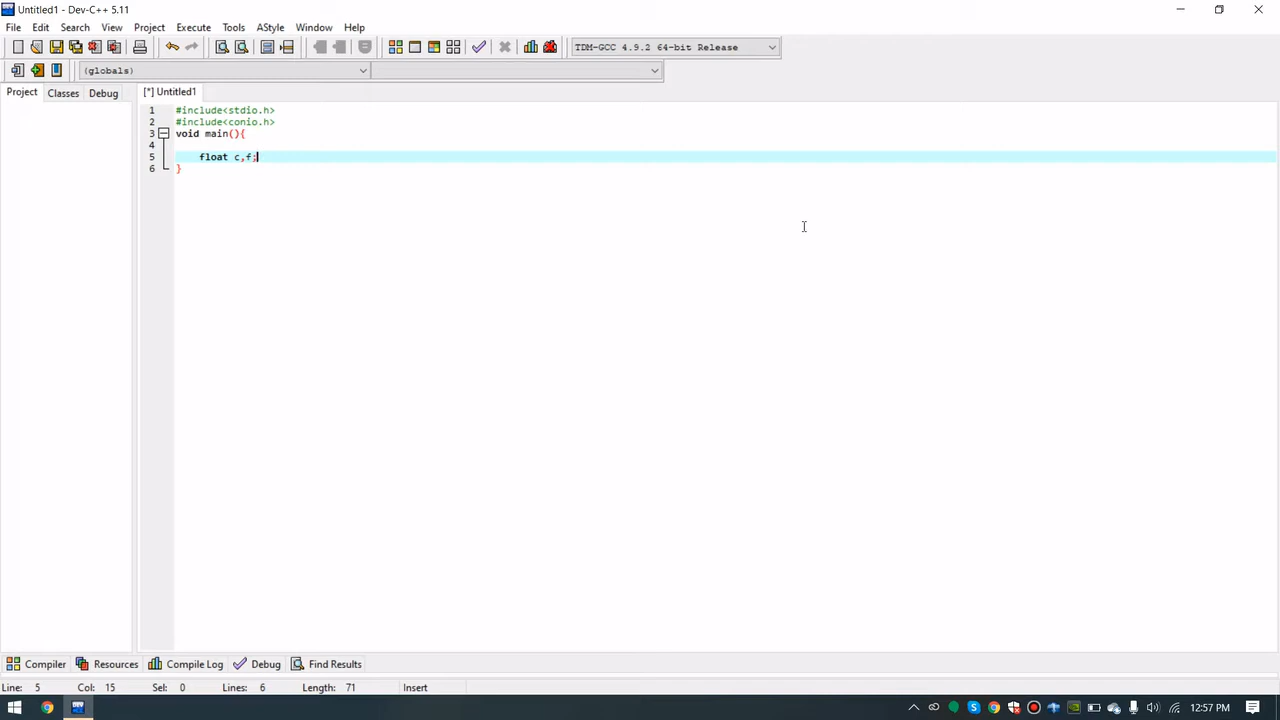 Untitled1 - Dev-C++ 5.11
File Edit Search View Project Execute Tools AStyle Window Help
TDM-GCC 4.9.2 64-bit Release
(globals)
Project Classes Debug [*] Untitled1
1 #include<stdio.h>
2 #include<conio.h>
3 void main(){
4
5 float c,f;
6 }
Compiler Resources Compile Log Debug Find Results
Line: 5 Col: 15 Sel: 0 Lines: 6 Length: 71 Insert
12:57 PM